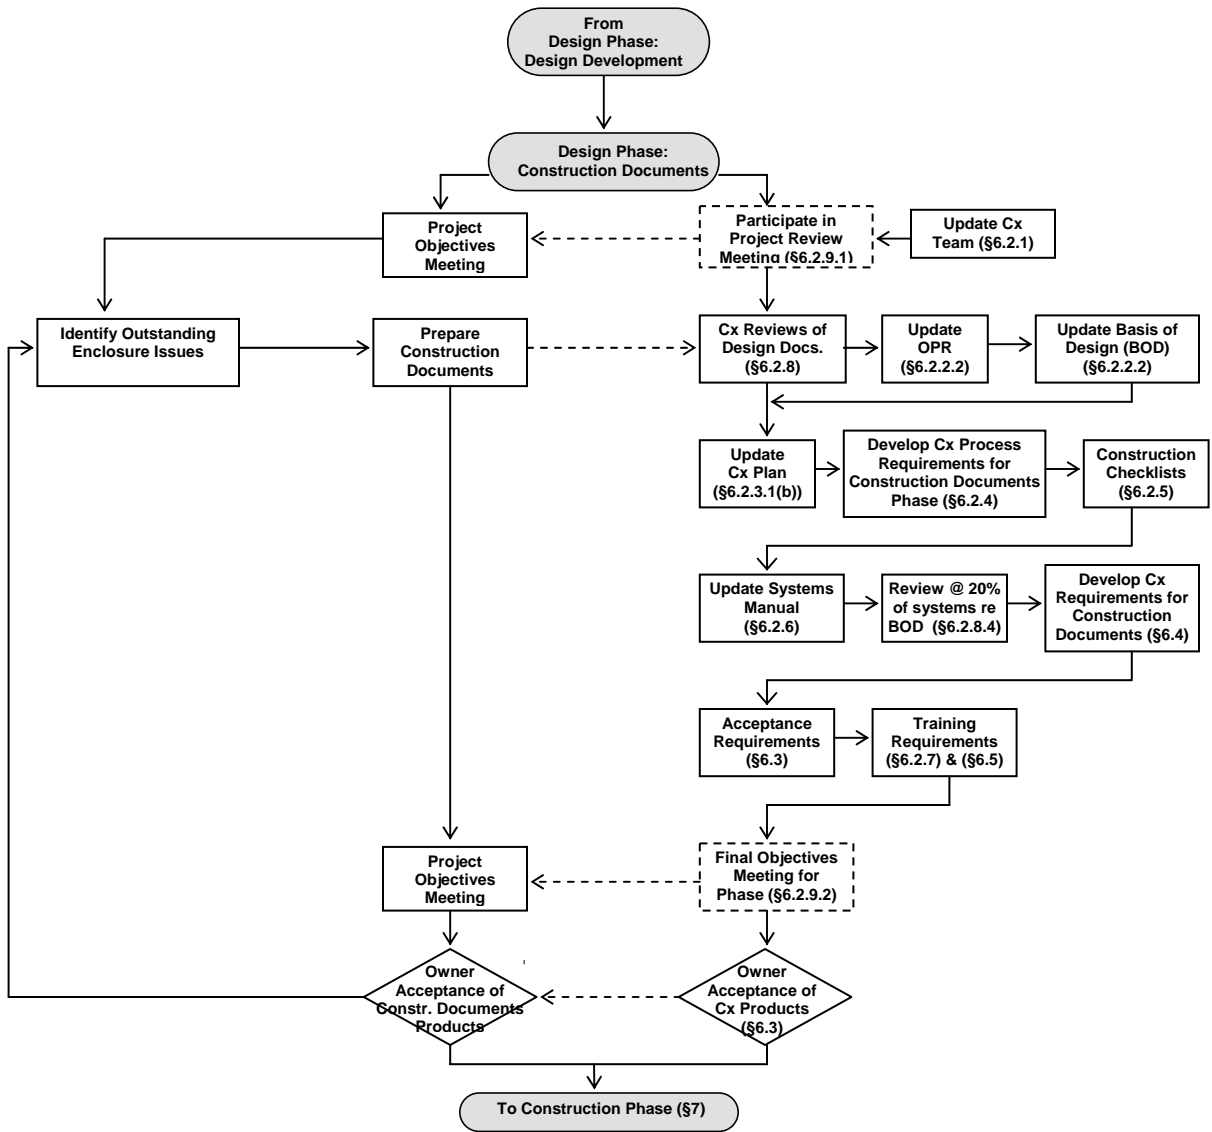 From
Design Phase:
Design Development
Design Phase:
Construction Documents
Project
Objectives
Meeting
Participate in
Project Review
Meeting (§6.2.9.1)
Update Cx
Team (§6.2.1)
Identify Outstanding
Enclosure Issues
Prepare
Construction
Documents
Cx Reviews of
Design Docs.
(§6.2.8)
Update
OPR
(§6.2.2.2)
Update Basis of
Design (BOD)
(§6.2.2.2)
Update
Cx Plan
(§6.2.3.1(b))
Develop Cx Process
Requirements for
Construction Documents
Phase (§6.2.4)
Construction
Checklists
(§6.2.5)
Update Systems
Manual
(§6.2.6)
Review @ 20%
of systems re
BOD (§6.2.8.4)
Develop Cx
Requirements for
Construction
Documents (§6.4)
Acceptance
Requirements
(§6.3)
Training
Requirements
(§6.2.7) & (§6.5)
Project
Objectives
Meeting
Final Objectives
Meeting for
Phase (§6.2.9.2)
Owner
Acceptance of
Constr. Documents
Products
Owner
Acceptance of
Cx Products
(§6.3)
To Construction Phase (§7)